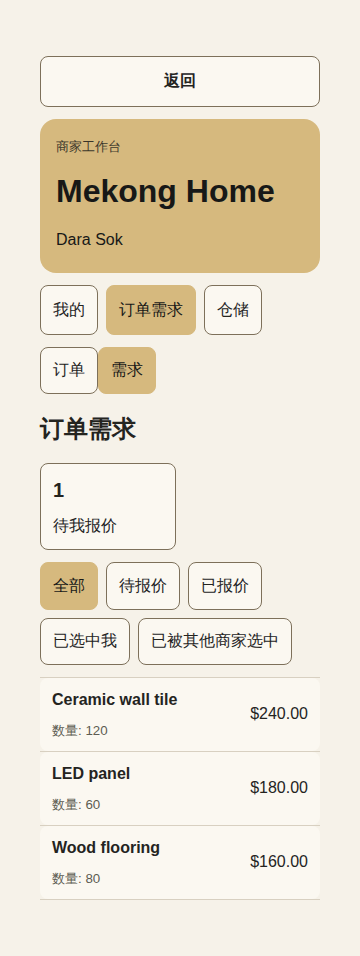 返回
商家工作台
Mekong Home
Dara Sok
我的 订单需求 仓储
订单 需求
订单需求
1
待我报价
全部 待报价 已报价
已选中我 已被其他商家选中
Ceramic wall tile
$240.00
数量: 120
LED panel
$180.00
数量: 60
Wood flooring
$160.00
数量: 80